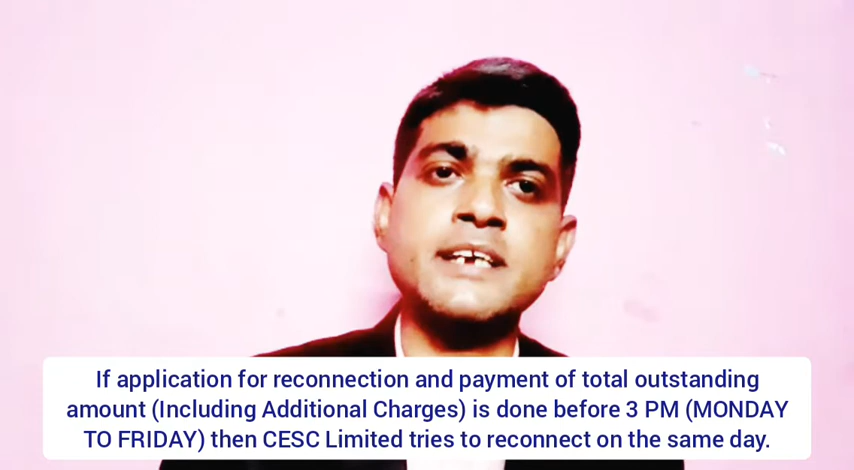 If application for reconnection and payment of total outstanding
amount (Including Additional Charges) is done before 3 PM (MONDAY
TO FRIDAY) then CESC Limited tries to reconnect on the same day.